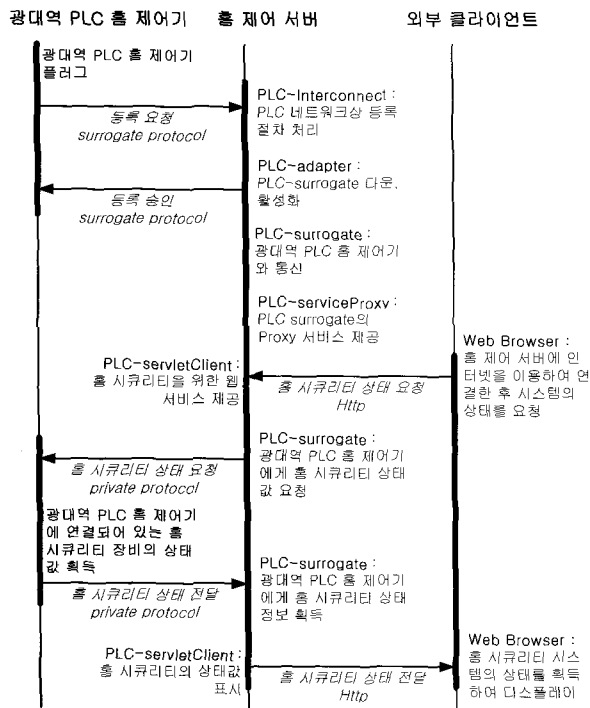 광대역 PLC 홈 제어기
홈 제어 서버
외부 클라이언트
광대역 PLC 홈 제어기
플러그
등록 요청
surrogate protocol
PLC-Interconnect :
PLC 네트워크상 등록
절차 처리
PLC-adapter :
PLC-surrogate 다운,
활성화
등록 승인
surrogate protocol
PLC-surrogate :
광대역 PLC 홈 제어기
와 통신
PLC-serviceProxy :
PLC surrogate의
Proxy 서비스 제공
Web Browser :
홈 제어 서버에 인
터넷을 이용하여 연
결한 후 시스템의
상태를 요청
PLC-servletClient :
홈 시큐리티을 위한 웹
서비스 제공
홈 시큐리티 상태 요청
Http
PLC-surrogate :
광대역 PLC 홈 제어기
에게 홈 시큐리티 상태
값 요청
홈 시큐리티 상태 요청
private protocol
광대역 PLC 홈 제어기
에 연결되어 있는 홈
시큐리티 장비의 상태
값 획득
홈 시큐리티 상태 전달
private protocol
PLC-surrogate :
광대역 PLC 홈 제어기
에게 홈 시큐리타 상태
정보 획득
PLC-servletClient :
홈 시큐리티의 상태값
표시
홈 시큐리티 상태 전달
Http
Web Browser :
홈 시큐리티 시스
템의 상태를 획득
하여 디스플레이